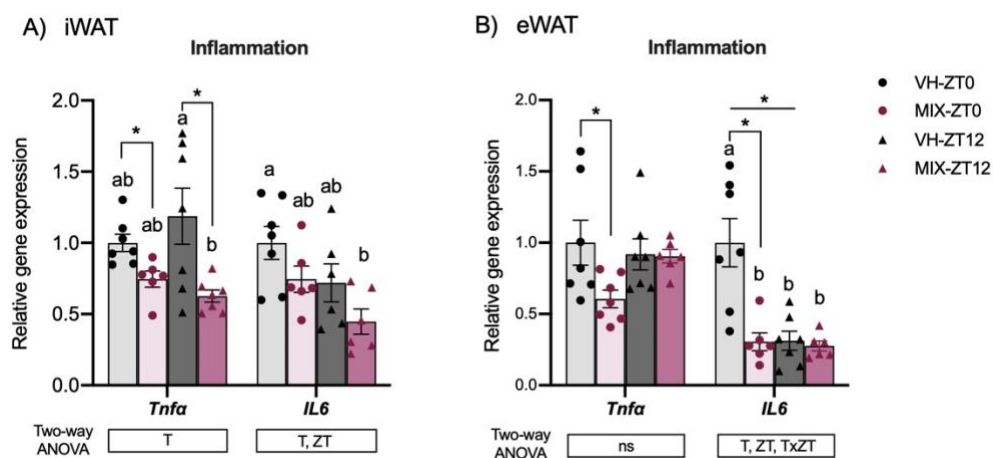 A) iWAT
Inflammation
Relative gene expression
2.0
1.5
1.0
0.5
0.0
*
*
ab
ab
a
b
a
ab
ab
b
Tnfα
IL6
Two-way
ANOVA
T
T, ZT
B) eWAT
Inflammation
Relative gene expression
2.0
1.5
1.0
0.5
0.0
*
*
*
a
b
b
b
Tnfα
IL6
Two-way
ANOVA
ns
T, ZT, TxZT
VH-ZT0
MIX-ZT0
VH-ZT12
MIX-ZT12